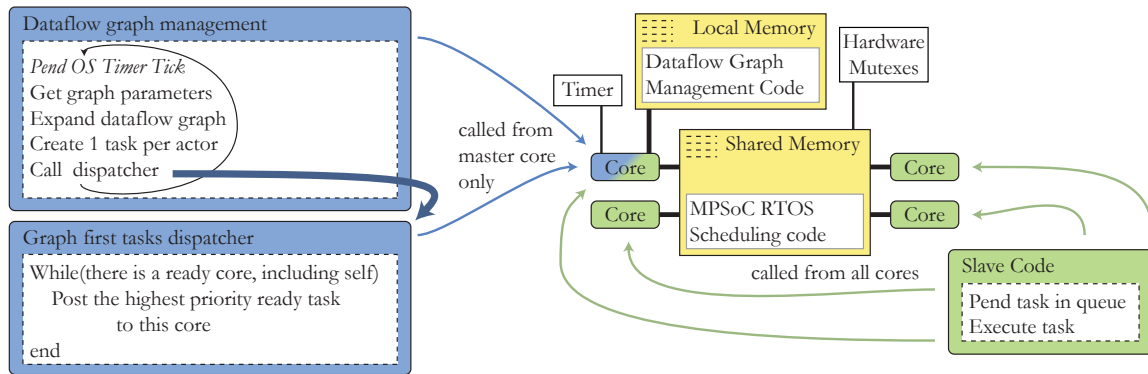 Dataflow graph management
Pend OS Timer Tick
Get graph parameters
Expand dataflow graph
Create 1 task per actor
Call dispatcher
Graph first tasks dispatcher
While(there is a ready core, including self)
Post the highest priority ready task
to this core
end
called from
master core
only
Timer
Local Memory
Dataflow Graph
Management Code
Hardware
Mutexes
Core
Shared Memory
Core
Core
MPSoC RTOS
Scheduling code
Core
called from all cores
Slave Code
Pend task in queue
Execute task